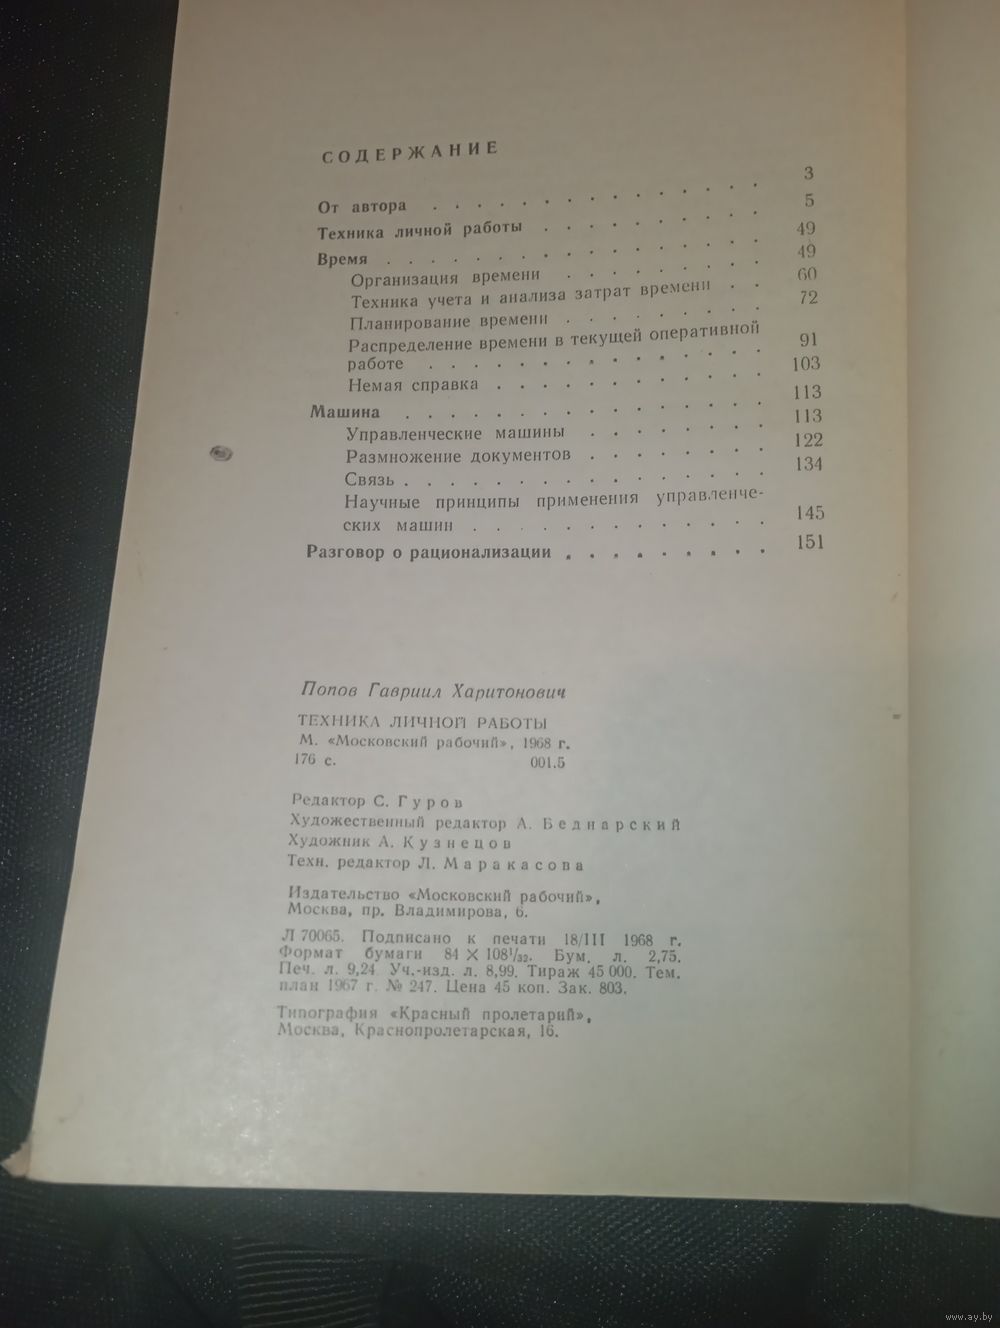 СОДЕРЖАНИЕ
От автора . . . . . . . . . . . . . 3
Техника личной работы . . . . . . . . 5
Время . . . . . . . . . . . . . . 49
Организация времени . . . . . . . 49
Техника учета и анализа затрат времени . . 60
Планирование времени . . . . . . . 72
Распределение времени в текущей оперативной
работе . . . . . . . . . . . . 91
Немая справка . . . . . . . . . . 103
Машина . . . . . . . . . . . . . 113
Управленческие машины . . . . . . . 113
Размножение документов . . . . . . . 122
Связь . . . . . . . . . . . . . 134
Научные принципы применения управленче-
ских машин . . . . . . . . . . . 145
Разговор о рационализации . . . . . . . . 151
Попов Гавриил Харитонович
ТЕХНИКА ЛИЧНОЙ РАБОТЫ
М. «Московский рабочий», 1968 г.
176 с. 001.5
Редактор С. Гуров
Художественный редактор А. Беднарский
Художник А. Кузнецов
Техн. редактор Л. Маракасова
Издательство «Московский рабочий»,
Москва, пр. Владимирова, 6.
Л 70065. Подписано к печати 18/III 1968 г.
Формат бумаги 84 × 108¹/₃₂. Бум. л. 2,75.
Печ. л. 9,24 Уч.-изд. л. 8,99. Тираж 45 000. Тем.
план 1967 г. № 247. Цена 45 коп. Зак. 803.
Типография «Красный пролетарий»,
Москва, Краснопролетарская, 16.
www.ay.by